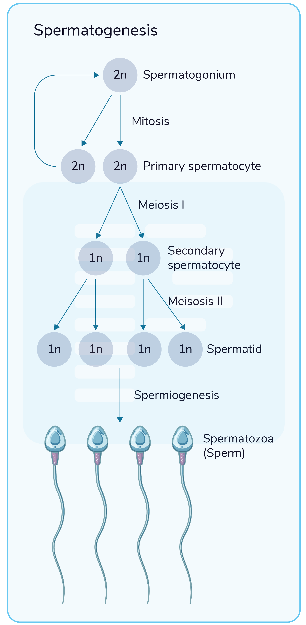 Spermatogenesis
2n
Spermatogonium
Mitosis
2n 2n Primary spermatocyte
Meiosis I
1n 1n Secondary
spermatocyte
Meisosis II
1n 1n 1n 1n Spermatid
Spermiogenesis
Spermatozoa
(Sperm)